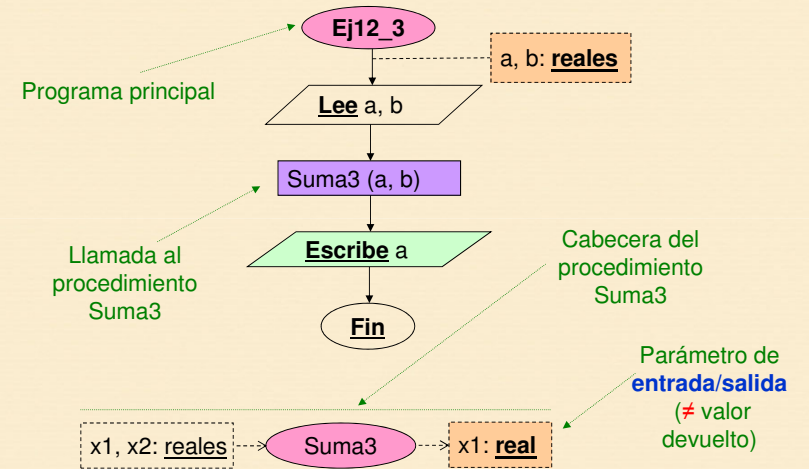 Ej12_3
a, b: reales
Programa principal
Lee a, b
Suma3 (a, b)
Llamada al
procedimiento
Suma3
Escribe a
Cabecera del
procedimiento
Suma3
Fin
Parámetro de
entrada/salida
(≠ valor
devuelto)
x1, x2: reales
Suma3
x1: real